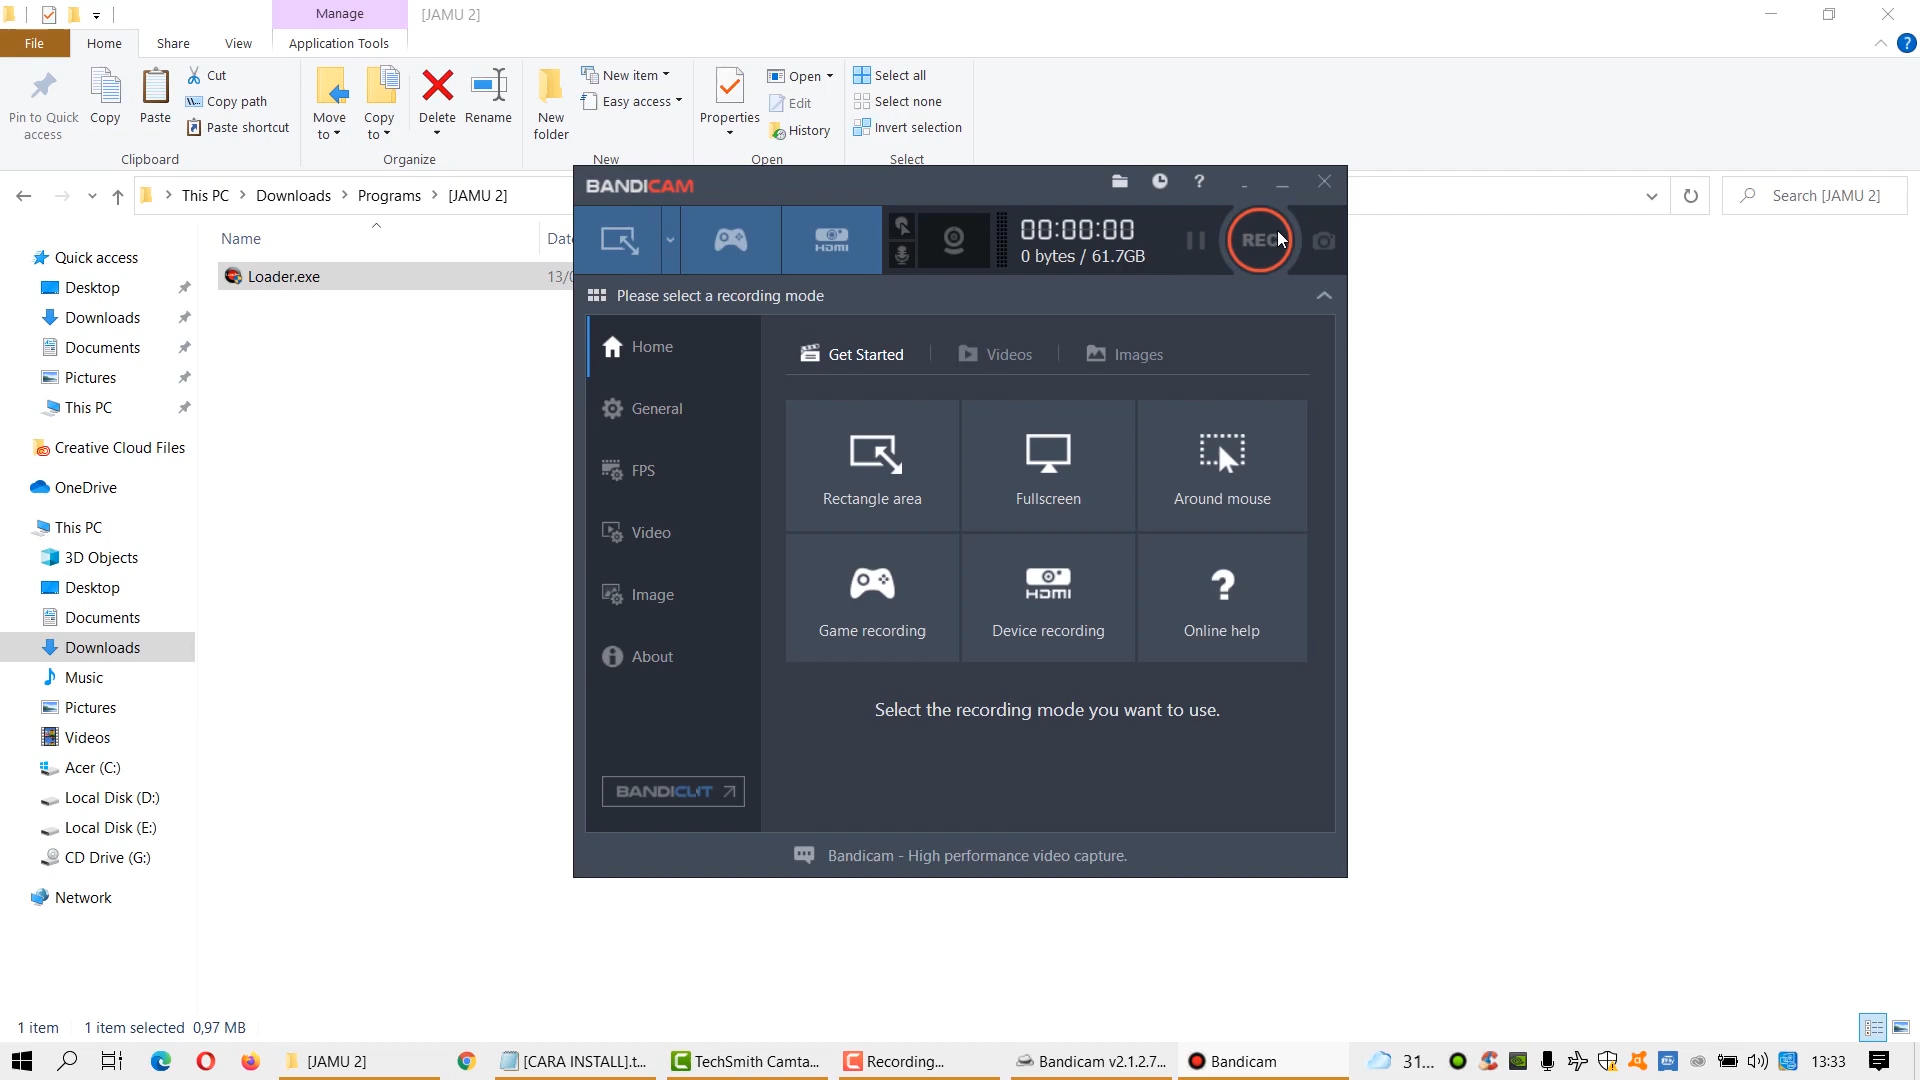 Manage
[JAMU 2]
File
Home
Share
View
Application Tools
?
Pin to Quick access
Copy
Paste
Cut
Copy path
Paste shortcut
Clipboard
Move to
Copy to
Delete
Rename
Organize
New folder
New item
Easy access
New
Properties
Open
Edit
History
Open
Select all
Select none
Invert selection
Select
This PC
Downloads
Programs
[JAMU 2]
Search [JAMU 2]
Name
Date
Loader.exe
13/0
Quick access
Desktop
Downloads
Documents
Pictures
This PC
Creative Cloud Files
OneDrive
This PC
3D Objects
Desktop
Documents
Downloads
Music
Pictures
Videos
Acer (C:)
Local Disk (D:)
Local Disk (E:)
CD Drive (G:)
Network
BANDICAM
?
HDMI
00:00:00
0 bytes / 61.7GB
REC
Please select a recording mode
Home
General
FPS
Video
Image
About
BANDICUT
Get Started
Videos
Images
Rectangle area
Fullscreen
Around mouse
HDMI
?
Game recording
Device recording
Online help
Select the recording mode you want to use.
Bandicam - High performance video capture.
1 item
1 item selected
0,97 MB
[JAMU 2]
[CARA INSTALL].t...
TechSmith Camta...
Recording...
Bandicam v2.1.2.7...
Bandicam
31...
13:33